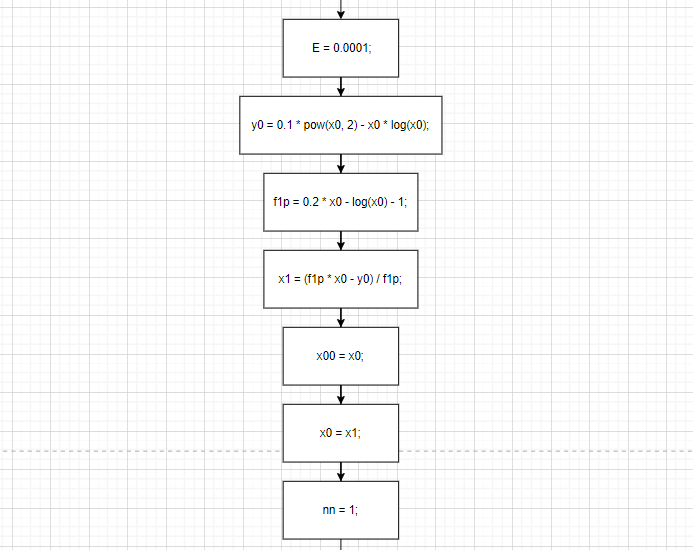 E = 0.0001;
y0 = 0.1 * pow(x0, 2) - x0 * log(x0);
f1p = 0.2 * x0 - log(x0) - 1;
x1 = (f1p * x0 - y0) / f1p;
x00 = x0;
x0 = x1;
nn = 1;